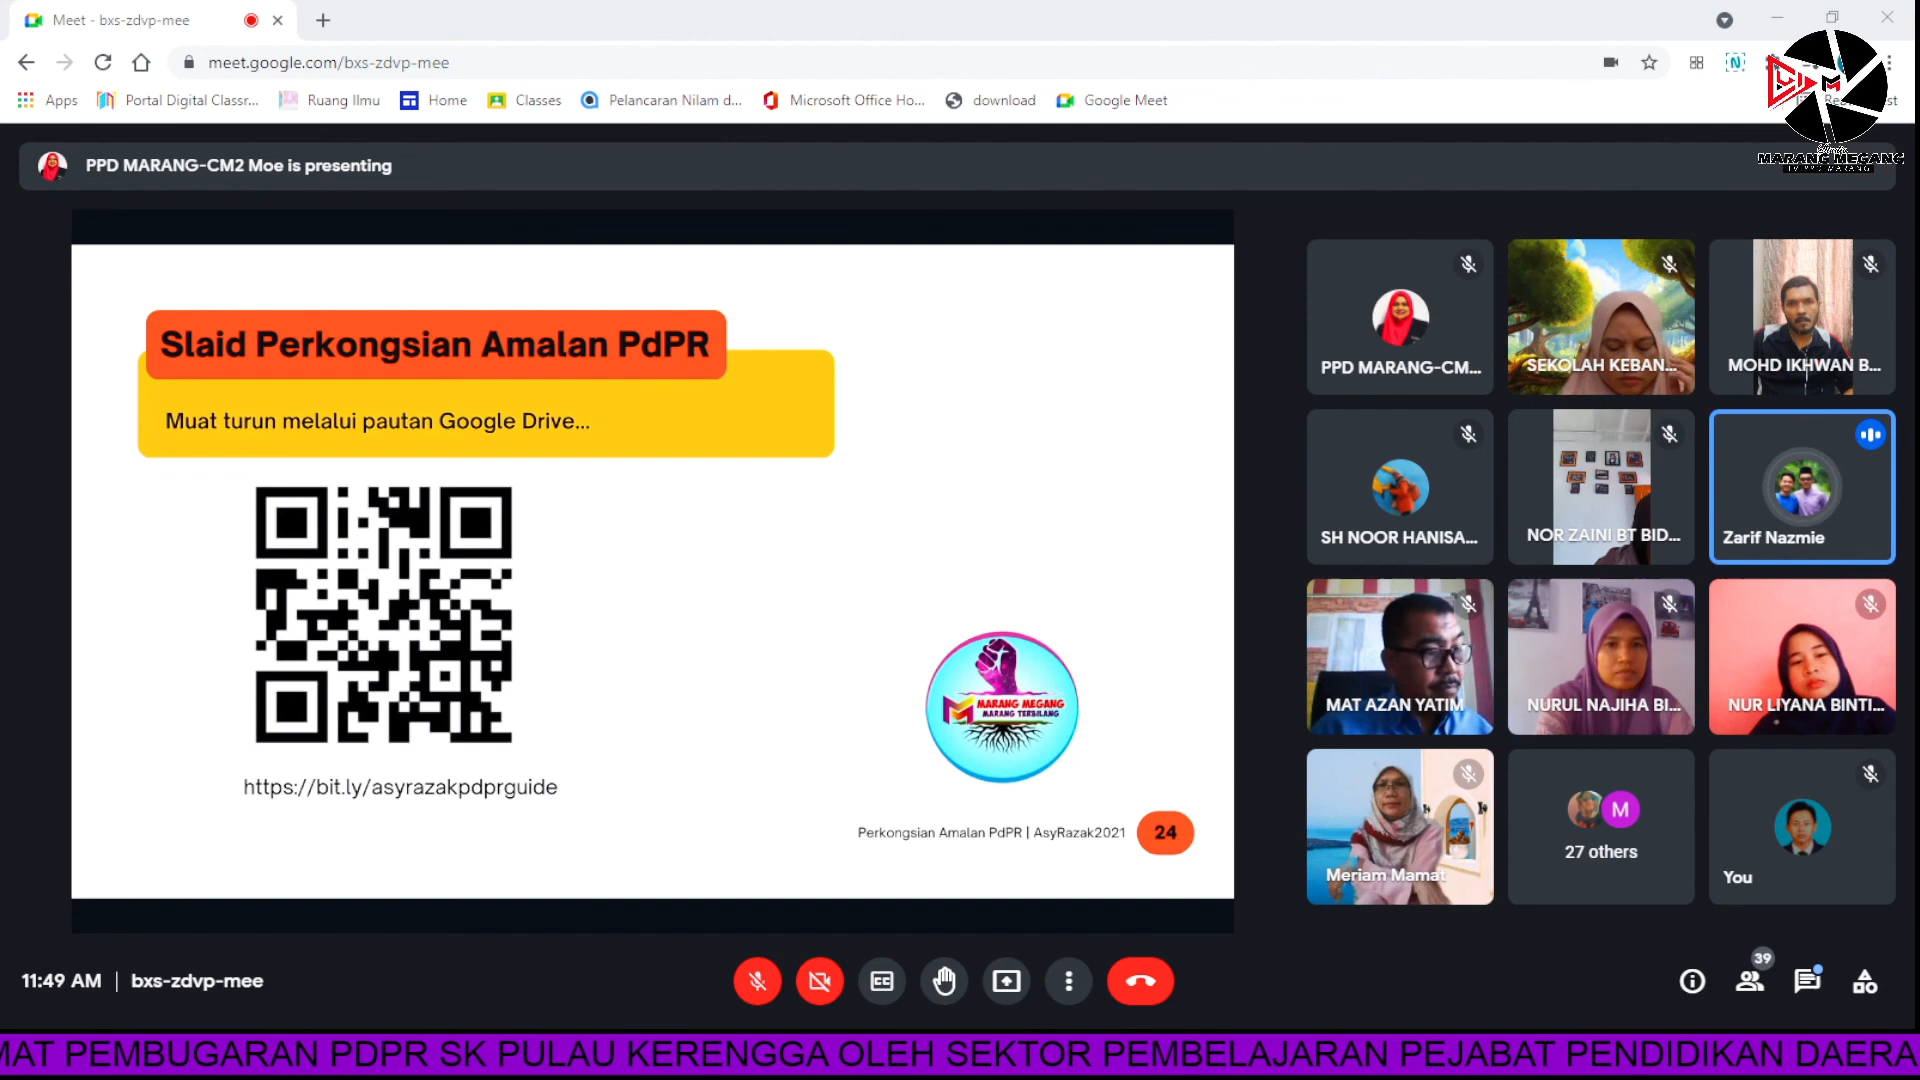 Meet - bxs-zdvp-mee
meet.google.com/bxs-zdvp-mee
Apps
Portal Digital Classr...
Ruang Ilmu
Home
Classes
Pelancaran Nilam d...
Microsoft Office Ho...
download
Google Meet
MARANG MEGANG
TV PPD MARANG
PPD MARANG-CM2 Moe is presenting
Slaid Perkongsian Amalan PdPR
Muat turun melalui pautan Google Drive...
https://bit.ly/asyrazakpdprguide
MARANG MEGANG
MARANG TERBILANG
Perkongsian Amalan PdPR | AsyRazak2021
24
PPD MARANG-CM...
SEKOLAH KEBAN...
MOHD IKHWAN B...
SH NOOR HANISA...
NOR ZAINI BT BID...
Zarif Nazmie
MAT AZAN YATIM
NURUL NAJIHA BI...
NUR LIYANA BINTI...
Meriam Mamat
M
27 others
You
11:49 AM | bxs-zdvp-mee
39
MAT PEMBUGARAN PDPR SK PULAU KERENGGA OLEH SEKTOR PEMBELAJARAN PEJABAT PENDIDIKAN DAERA